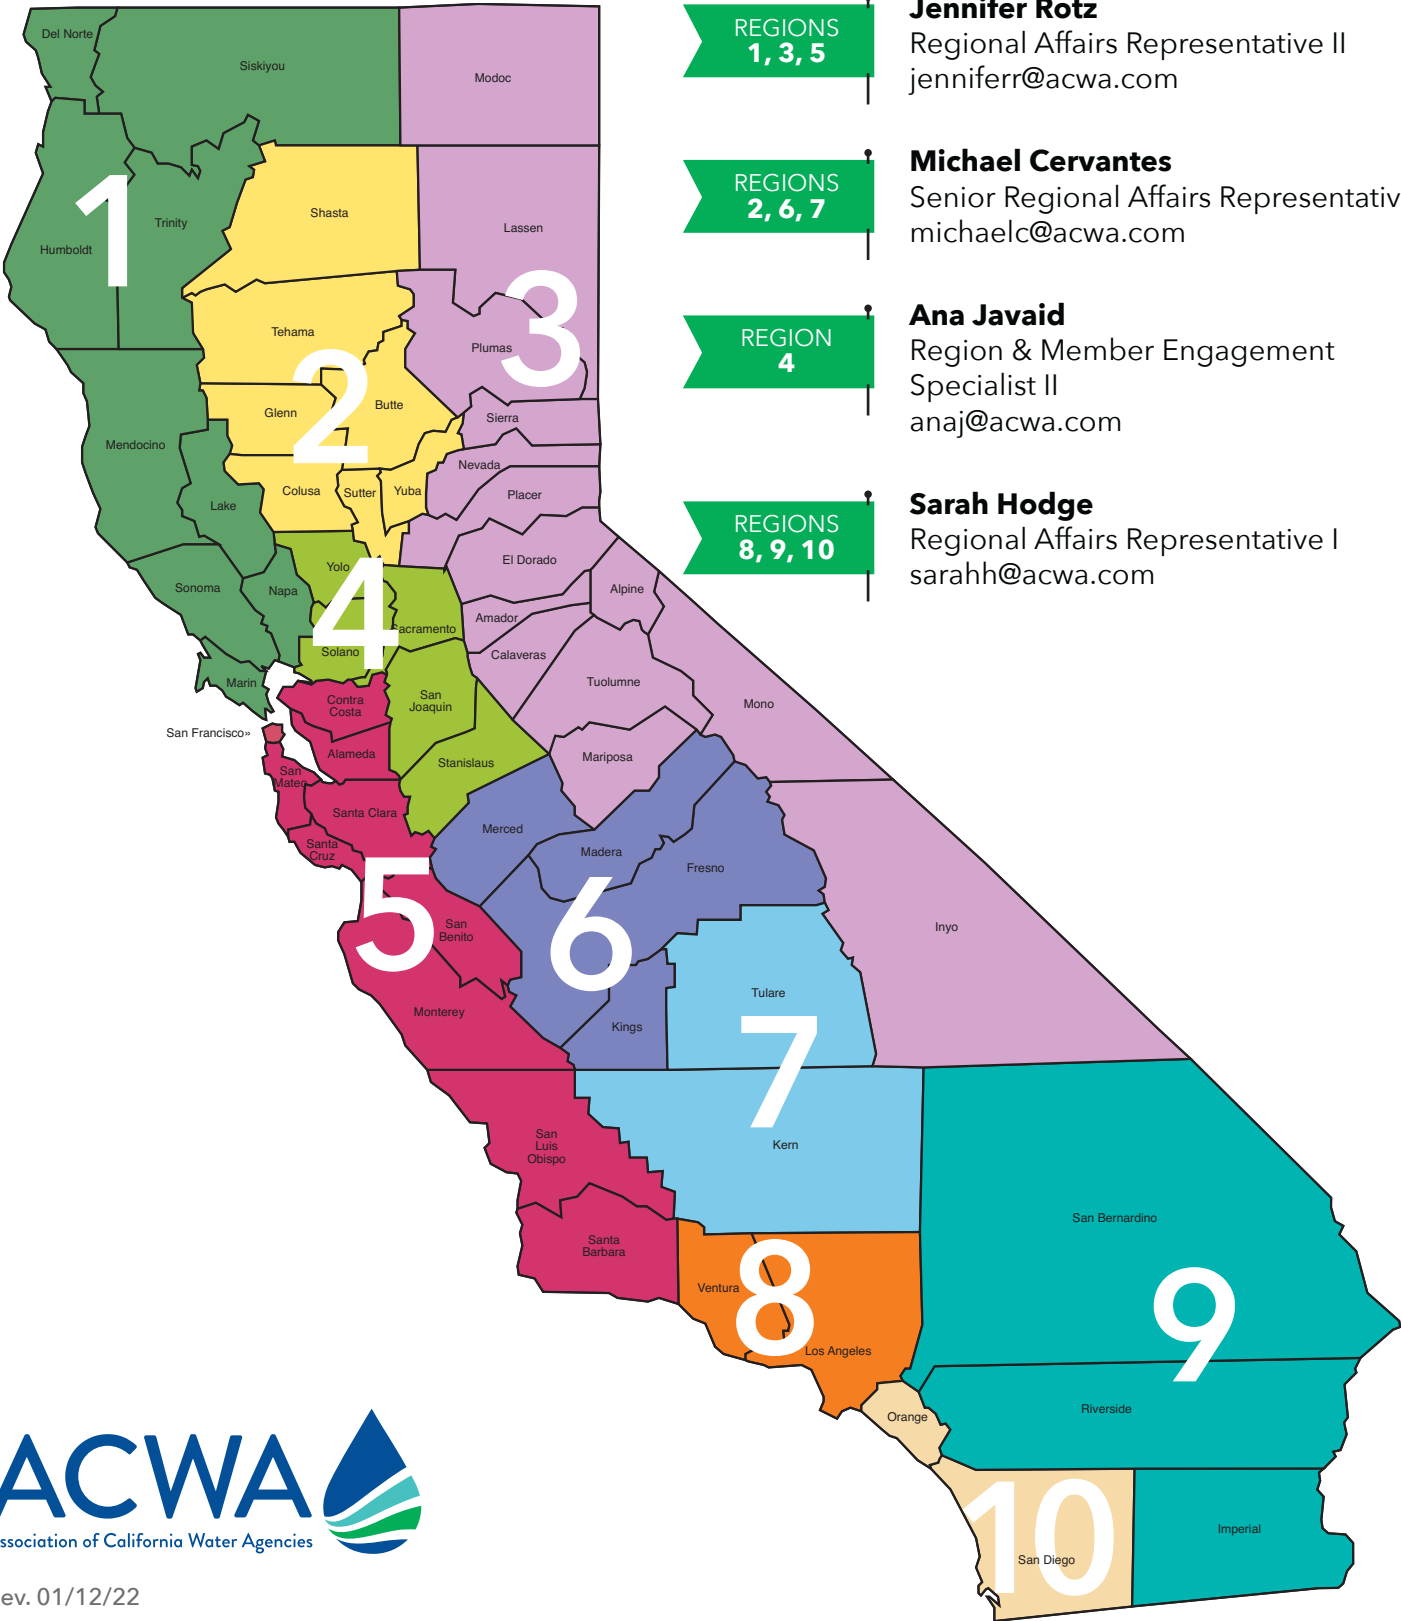 Jennifer Rotz
REGIONS
1, 3, 5
Regional Affairs Representative II
jenniferr@acwa.com
Michael Cervantes
REGIONS
2, 6, 7
Senior Regional Affairs Representativ
michaelc@acwa.com
Ana Javaid
REGION
4
Region & Member Engagement
Specialist II
anaj@acwa.com
Sarah Hodge
REGIONS
8, 9, 10
Regional Affairs Representative I
sarahh@acwa.com
Del Norte
Siskiyou
Modoc
1
Humboldt
Trinity
Shasta
Lassen
3
Tehama
Plumas
2
Glenn
Butte
Sierra
Mendocino
Nevada
Colusa
Sutter
Yuba
Placer
Lake
El Dorado
Yolo
4
Sonoma
Napa
Alpine
Amador
Sacramento
Solano
Calaveras
Marin
Tuolumne
Contra
Costa
San
Joaquin
Mono
San Francisco»
Alameda
Mariposa
Stanislaus
San
Mateo
Santa Clara
Merced
Santa
Cruz
Madera
Fresno
5
6
San
Benito
Inyo
Tulare
7
Monterey
Kings
San
Luis
Obispo
Kern
San Bernardino
Santa
Barbara
8
Ventura
9
Los Angeles
Orange
Riverside
10
San Diego
Imperial
ACWA
ssociation of California Water Agencies
ev. 01/12/22